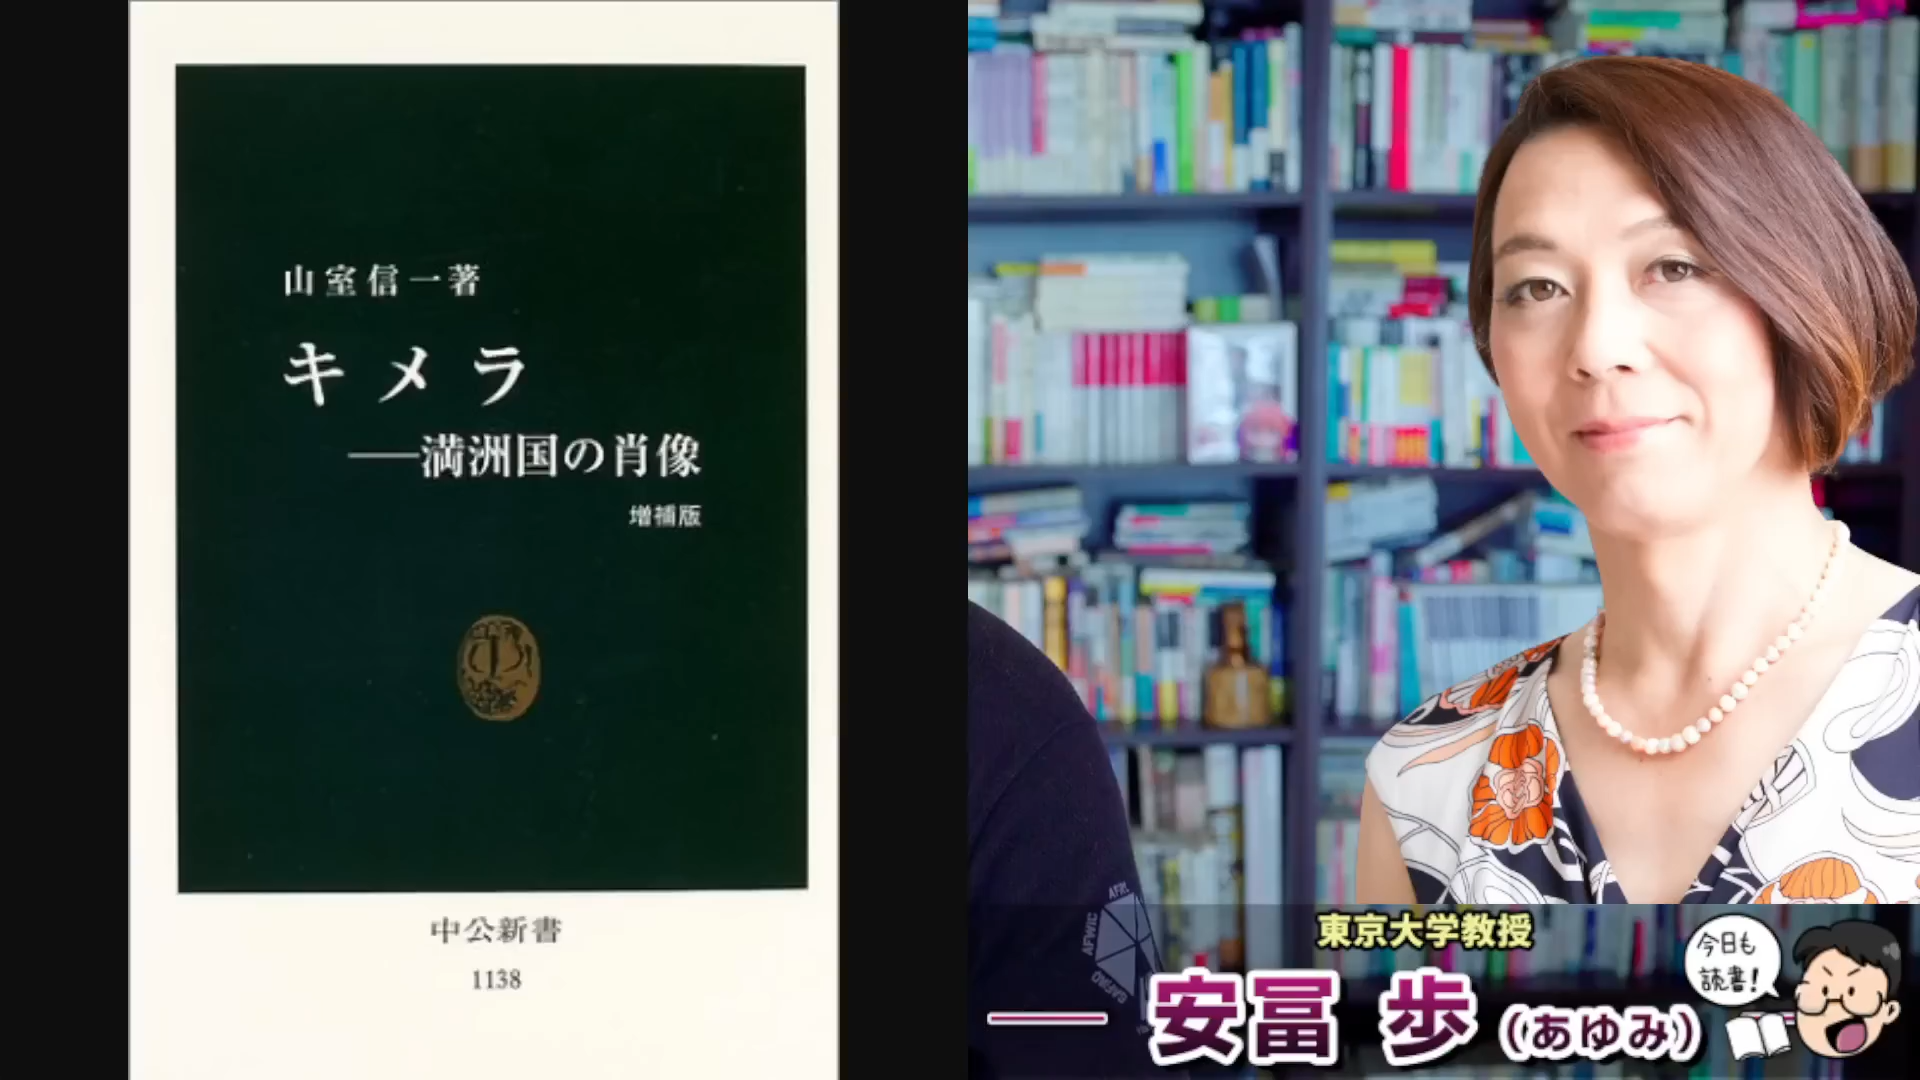 山室信一著
キメラ
──満洲国の肖像
増補版
中公新書
1138
AFWIC
東京大学教授
安冨 歩(あゆみ)
今日も
読書!